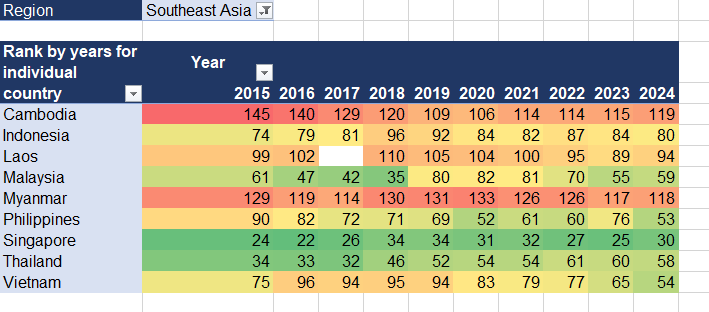 Region Southeast Asia
Rank by years for individual country Year
2015 2016 2017 2018 2019 2020 2021 2022 2023 2024
Cambodia 145 140 129 120 109 106 114 114 115 119
Indonesia 74 79 81 96 92 84 82 87 84 80
Laos 99 102 110 105 104 100 95 89 94
Malaysia 61 47 42 35 80 82 81 70 55 59
Myanmar 129 119 114 130 131 133 126 126 117 118
Philippines 90 82 72 71 69 52 61 60 76 53
Singapore 24 22 26 34 34 31 32 27 25 30
Thailand 34 33 32 46 52 54 54 61 60 58
Vietnam 75 96 94 95 94 83 79 77 65 54